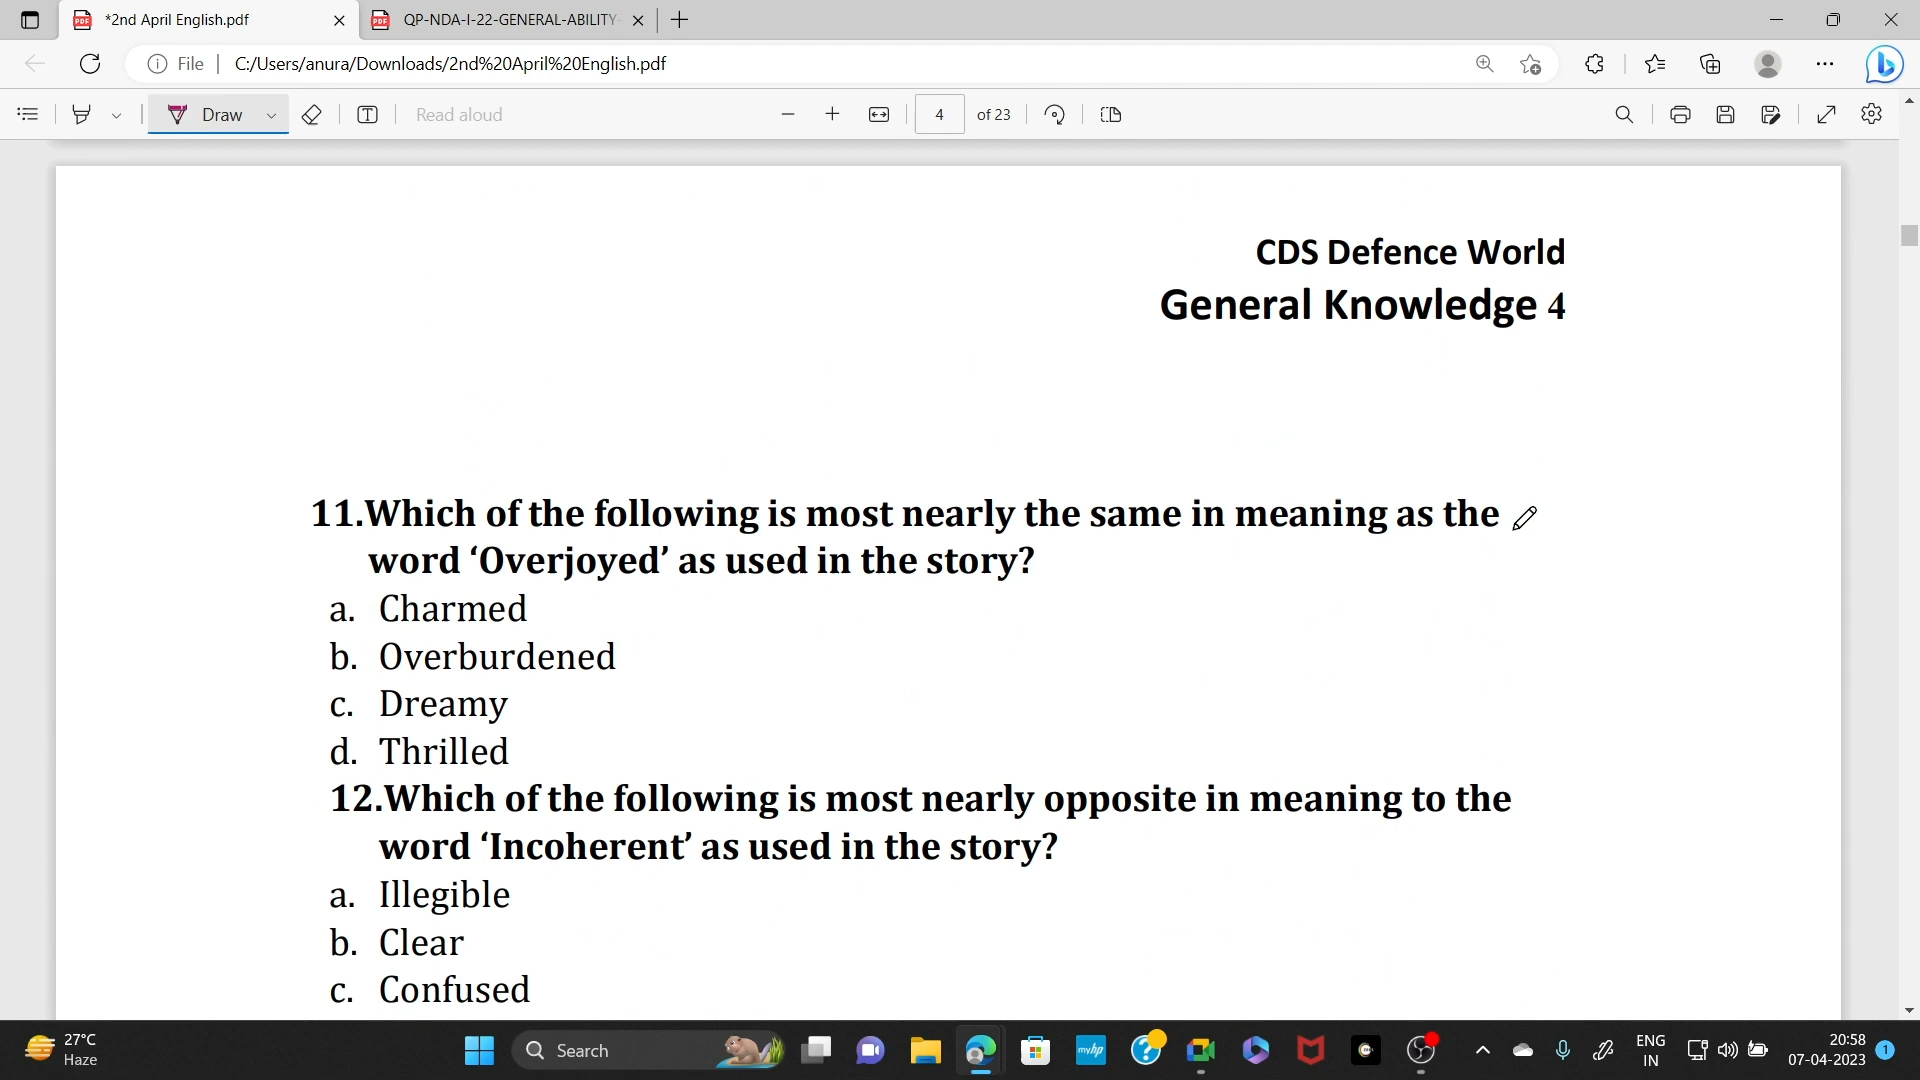 *2nd April English.pdf
QP-NDA-I-22-GENERAL-ABILITY-
File
C:/Users/anura/Downloads/2nd%20April%20English.pdf
Draw
Read aloud
4
of 23
CDS Defence World
General Knowledge 4
11.Which of the following is most nearly the same in meaning as the
word ‘Overjoyed’ as used in the story?
a. Charmed
b. Overburdened
c. Dreamy
d. Thrilled
12.Which of the following is most nearly opposite in meaning to the
word ‘Incoherent’ as used in the story?
a. Illegible
b. Clear
c. Confused
27°C
Haze
Search
myhp
ENG
IN
20:58
07-04-2023
1